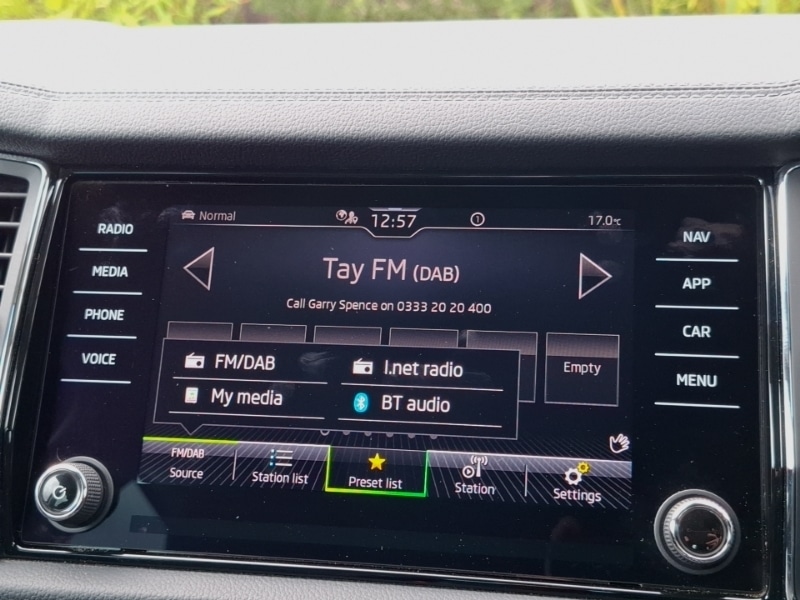 RADIO
MEDIA
PHONE
VOICE
Normal
12:57
1
17.0°C
Tay FM (DAB)
Call Garry Spence on 0333 20 20 400
Empty
FM/DAB
I.net radio
My media
BT audio
FM/DAB
Source
Station list
Preset list
Station
Settings
NAV
APP
CAR
MENU